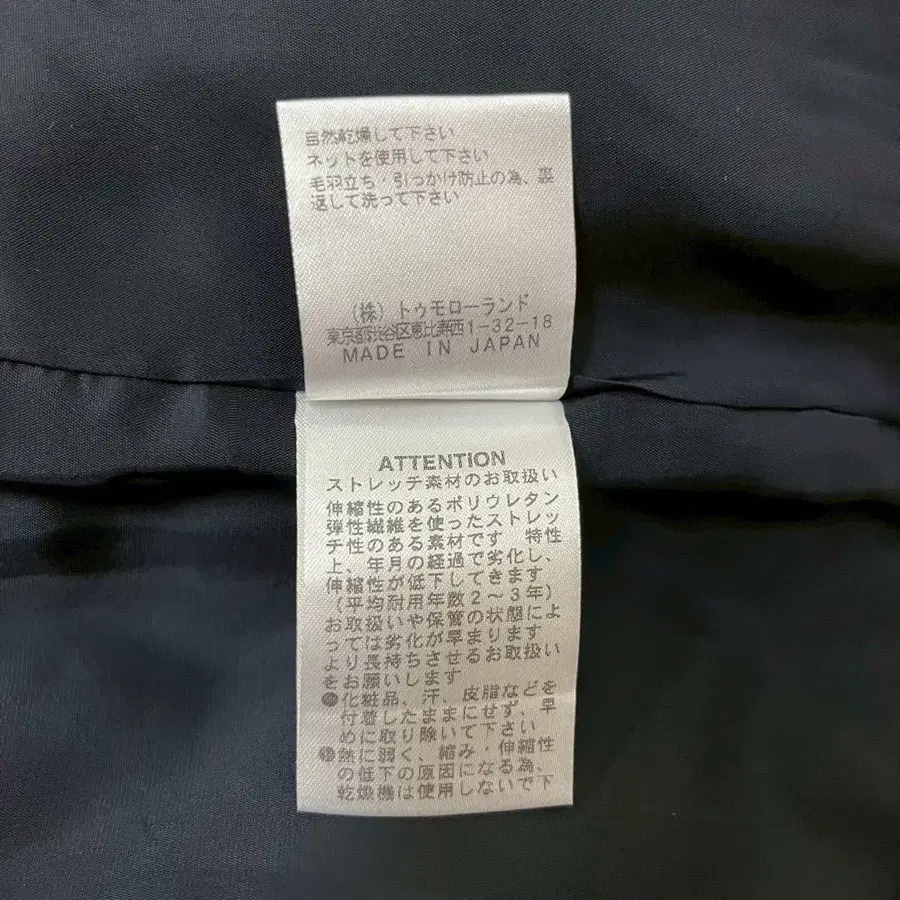 自然乾燥して下さい
ネットを使用して下さい
毛羽立ち・引っかけ防止の為、裏
返して洗って下さい
(株) トゥモローランド
東京都渋谷区恵比寿西1-32-18
MADE IN JAPAN
ATTENTION
ストレッチ素材のお取扱い
伸縮性のあるポリウレタン
弾性繊維を使ったストレッ
チ性のある素材です 特性
上、年月の経過で劣化し、
伸縮性が低下してきます
(平均耐用年数2～3年)
お取扱いや保管の状態によ
っては劣化が早まります
より長持ちさせるお取扱い
をお願いします
化粧品、汗、皮脂などを
付着したままにせず、早
めに取り除いて下さい
熱に弱く、縮み・伸縮性
の低下の原因になる為、
乾燥機は使用しないで下